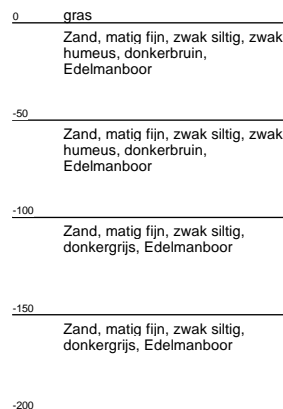 0 gras
Zand, matig fijn, zwak siltig, zwak
humeus, donkerbruin,
Edelmanboor
-50
Zand, matig fijn, zwak siltig, zwak
humeus, donkerbruin,
Edelmanboor
-100
Zand, matig fijn, zwak siltig,
donkergrijs, Edelmanboor
-150
Zand, matig fijn, zwak siltig,
donkergrijs, Edelmanboor
-200